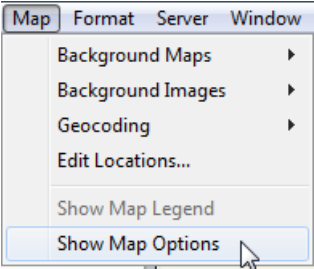 Map Format Server Window
Background Maps
Background Images
Geocoding
Edit Locations...
Show Map Legend
Show Map Options